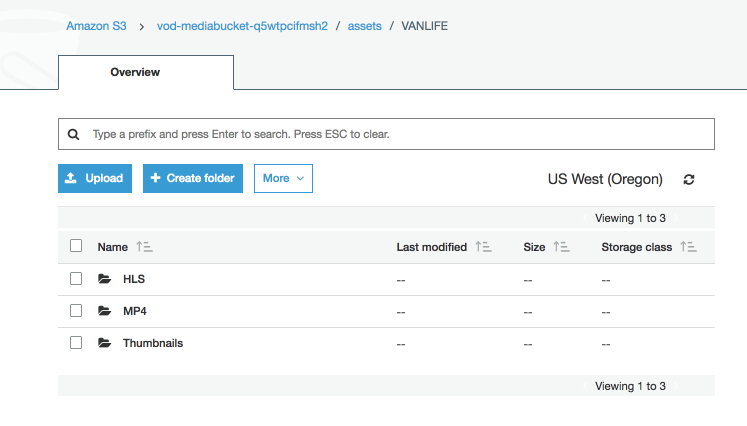 Amazon S3 > vod-mediabucket-q5wtpcifmsh2 / assets / VANLIFE
Overview
Type a prefix and press Enter to search. Press ESC to clear.
Upload + Create folder More US West (Oregon)
Viewing 1 to 3
Name Last modified Size Storage class
HLS -- -- --
MP4 -- -- --
Thumbnails -- -- --
Viewing 1 to 3